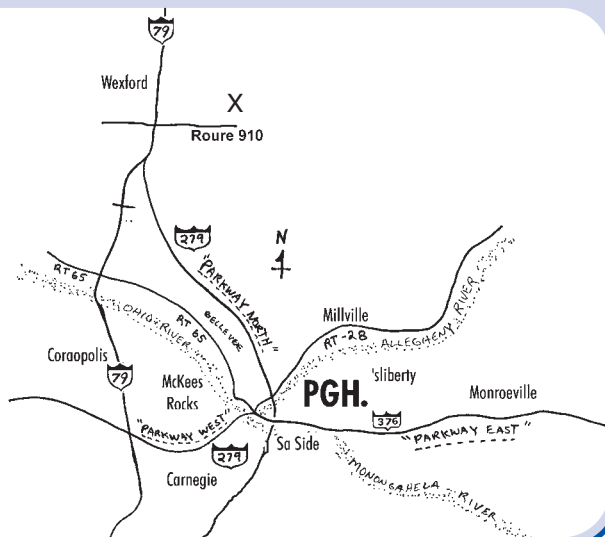 79
Wexford
X
Roure 910
279
"PARKWAY NORTH"
N
RT 65
OHIO RIVER
RT 65
BELLEVUE
Millville
RT-28
ALLEGHENY RIVER
Coraopolis
79
McKees
Rocks
'sliberty
PGH.
Monroeville
376
"PARKWAY WEST"
"PARKWAY EAST"
Sa Side
279
Carnegie
MONONGAHELA RIVER